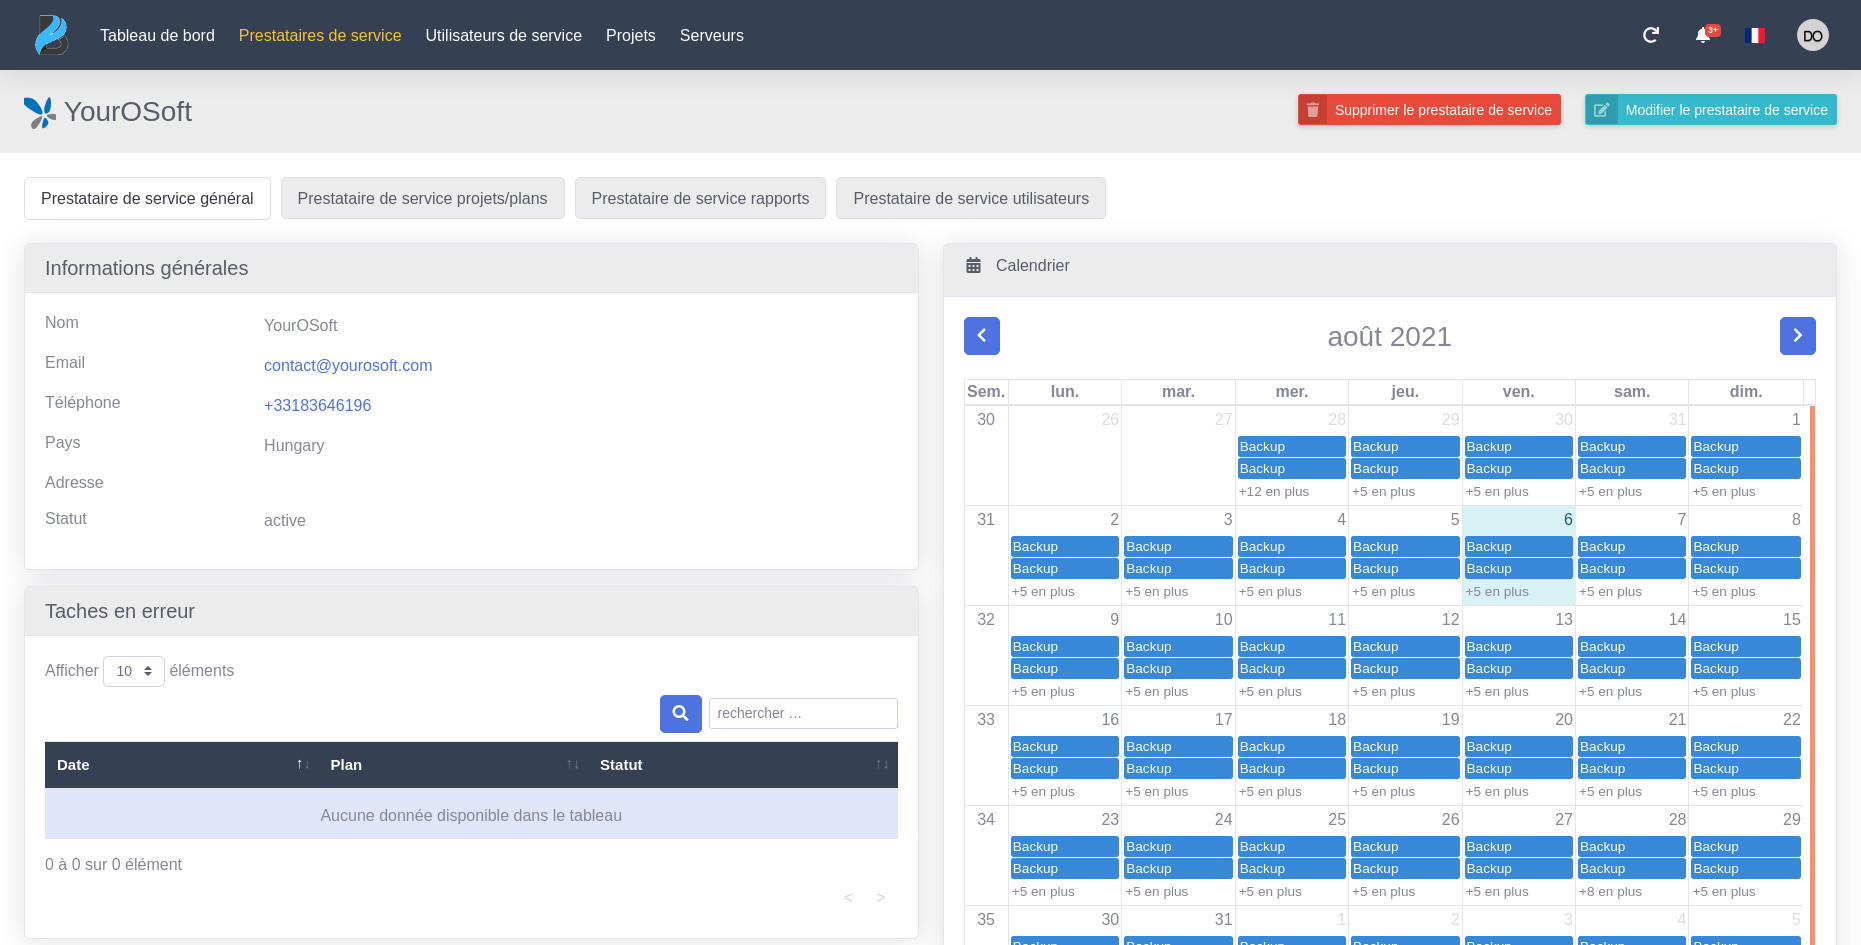 Tableau de bord Prestataires de service Utilisateurs de service Projets Serveurs 3+ DO
YourOSoft Supprimer le prestataire de service Modifier le prestataire de service
Prestataire de service général Prestataire de service projets/plans Prestataire de service rapports Prestataire de service utilisateurs
Informations générales
Nom YourOSoft
Email contact@yourosoft.com
Téléphone +33183646196
Pays Hungary
Adresse
Statut active
Taches en erreur
Afficher 10 éléments
rechercher …
Date ↑↓ Plan ↑↓ Statut ↑↓
Aucune donnée disponible dans le tableau
0 à 0 sur 0 élément
< >
Calendrier
août 2021
Sem. lun. mar. mer. jeu. ven. sam. dim.
30 26 27 28 29 30 31 1
Backup Backup Backup Backup Backup
Backup Backup Backup Backup Backup
+12 en plus +5 en plus +5 en plus +5 en plus +5 en plus
31 2 3 4 5 6 7 8
Backup Backup Backup Backup Backup Backup Backup
Backup Backup Backup Backup Backup Backup Backup
+5 en plus +5 en plus +5 en plus +5 en plus +5 en plus +5 en plus +5 en plus
32 9 10 11 12 13 14 15
Backup Backup Backup Backup Backup Backup Backup
Backup Backup Backup Backup Backup Backup Backup
+5 en plus +5 en plus +5 en plus +5 en plus +5 en plus +5 en plus +5 en plus
33 16 17 18 19 20 21 22
Backup Backup Backup Backup Backup Backup Backup
Backup Backup Backup Backup Backup Backup Backup
+5 en plus +5 en plus +5 en plus +5 en plus +5 en plus +5 en plus +5 en plus
34 23 24 25 26 27 28 29
Backup Backup Backup Backup Backup Backup Backup
Backup Backup Backup Backup Backup Backup Backup
+5 en plus +5 en plus +5 en plus +5 en plus +5 en plus +8 en plus +5 en plus
35 30 31 1 2 3 4 5
Backup Backup Backup Backup Backup Backup Backup